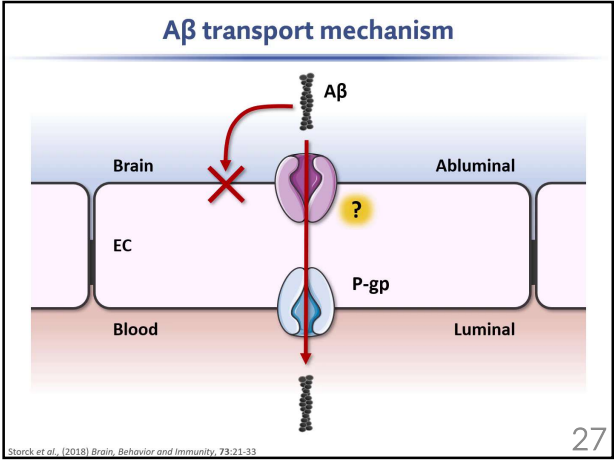 Aβ transport mechanism
Aβ
Brain
Abluminal
?
EC
P-gp
Blood
Luminal
27
Storck et al., (2018) Brain, Behavior and Immunity, 73:21-33